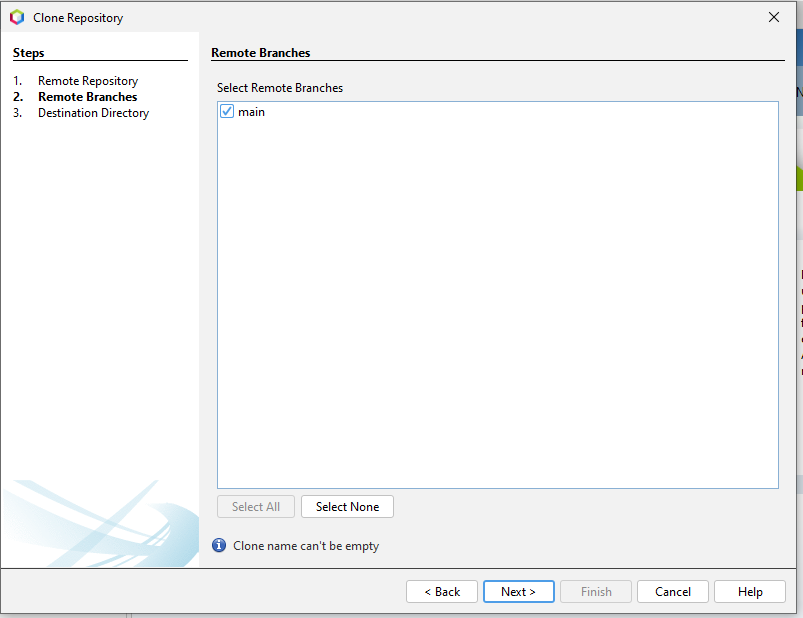 Clone Repository
Steps
1. Remote Repository
2. Remote Branches
3. Destination Directory
Remote Branches
Select Remote Branches
main
Select All
Select None
Clone name can't be empty
< Back
Next >
Finish
Cancel
Help